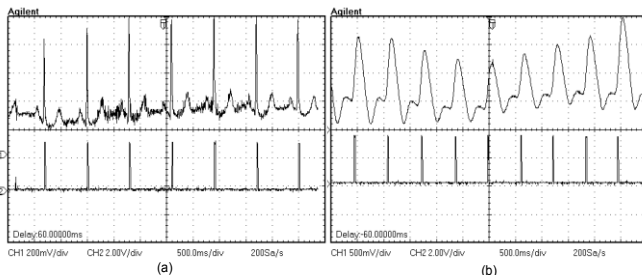 Agilent
Delay:-60.00000ms
CH1 200mV/div CH2 2.00V/div 500.0ms/div 200Sa/s
(a)
Agilent
Delay:-60.00000ms
CH1 500mV/div CH2 2.00V/div 500.0ms/div 200Sa/s
(b)